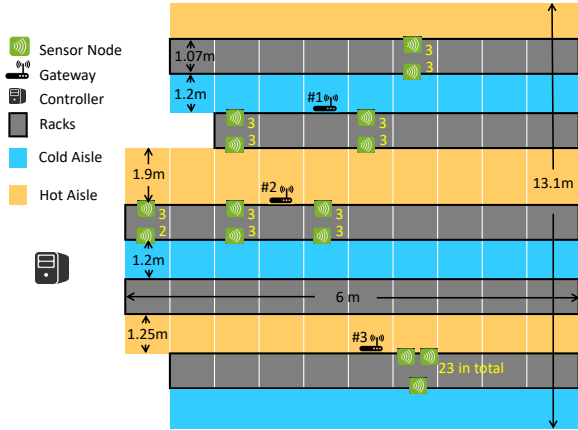 Sensor Node
Gateway
Controller
Racks
Cold Aisle
Hot Aisle
3
1.07m
3
1.2m
#1
3
3
3
3
1.9m
13.1m
#2
3
3
3
2
3
3
1.2m
6 m
1.25m
#3
23 in total